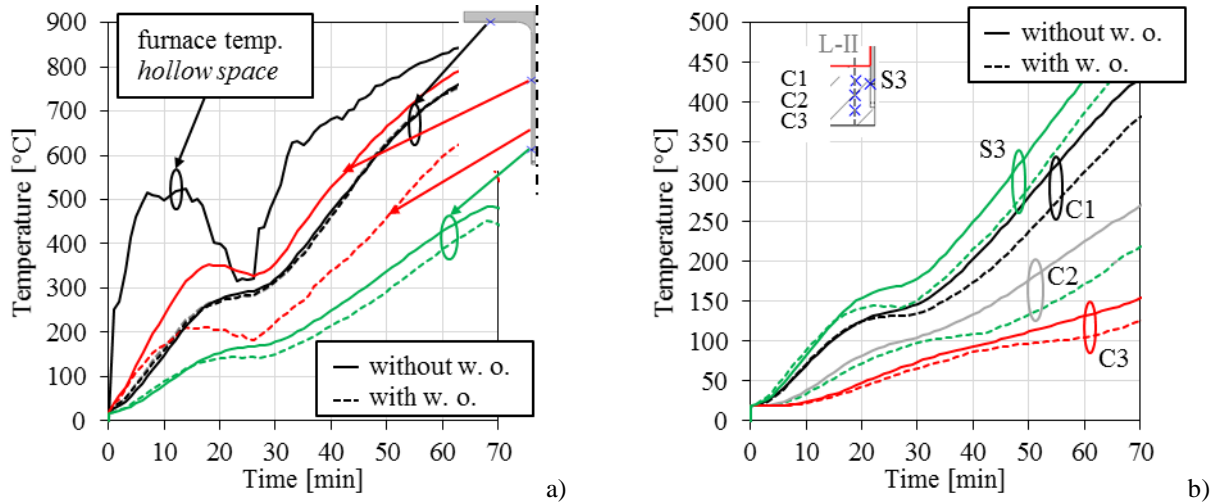 900
800
700
600
500
400
300
200
100
0
Temperature [°C]
furnace temp.
hollow space
without w. o.
with w. o.
0 10 20 30 40 50 60 70
Time [min]
a)
500
450
400
350
300
250
200
150
100
50
0
Temperature [°C]
L-II
C1
C2
C3
S3
without w. o.
with w. o.
S3
C1
C2
C3
0 10 20 30 40 50 60 70
Time [min]
b)